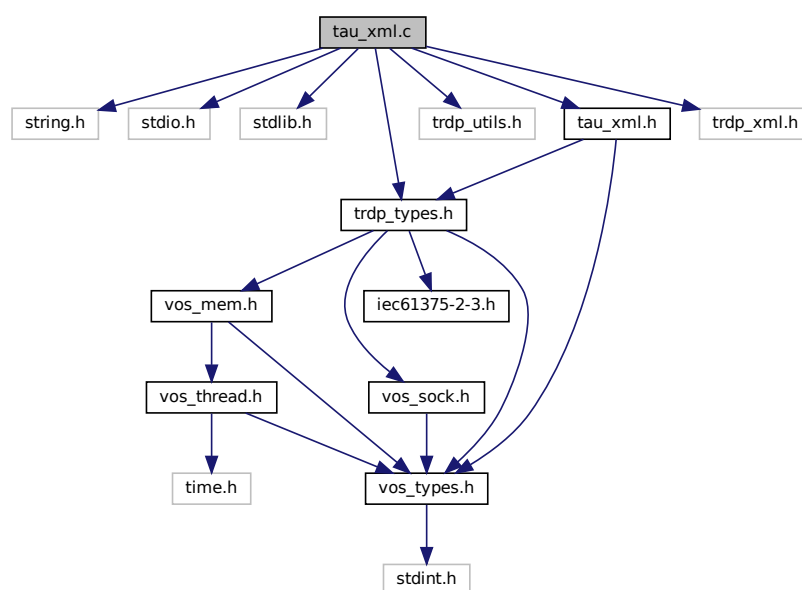 tau_xml.c
string.h
stdio.h
stdlib.h
trdp_utils.h
tau_xml.h
trdp_xml.h
trdp_types.h
vos_mem.h
iec61375-2-3.h
vos_thread.h
vos_sock.h
time.h
vos_types.h
stdint.h